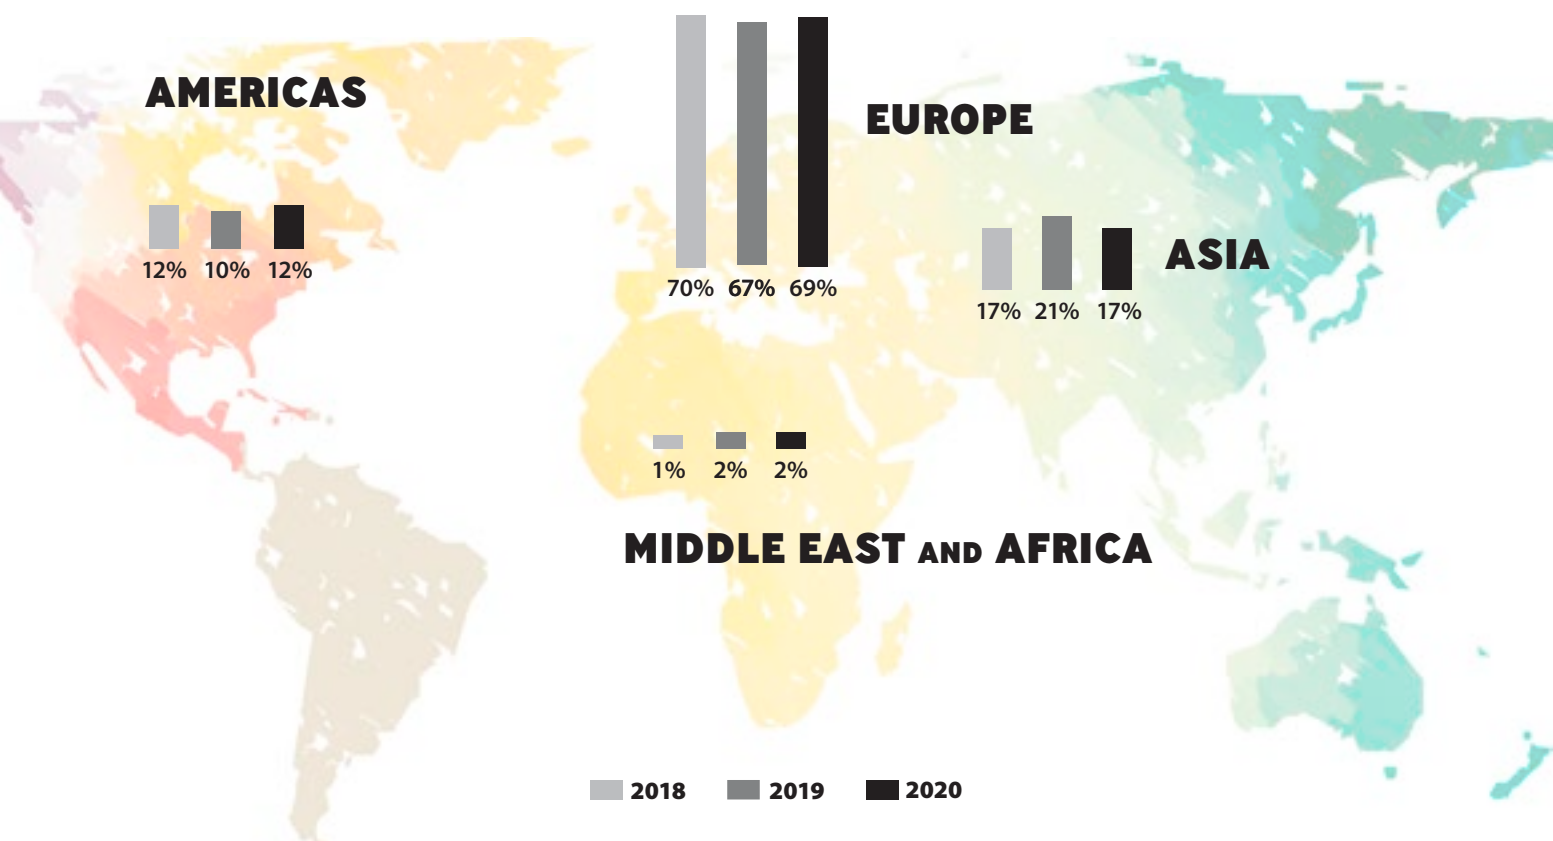 AMERICAS
12% 10% 12%
EUROPE
70% 67% 69%
ASIA
17% 21% 17%
1% 2% 2%
MIDDLE EAST AND AFRICA
2018 2019 2020